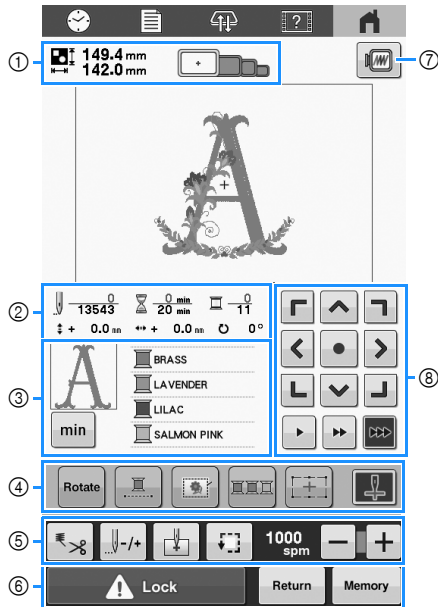 ?
① 149.4 mm
142.0 mm
⑦
② 0 0 min 0
13543 20 min 11
+ 0.0 mm + 0.0 mm 0°
③ BRASS
LAVENDER
LILAC
SALMON PINK
min
⑧
④ Rotate
⑤ -/+ 1000 spm − +
⑥ Lock Return Memory